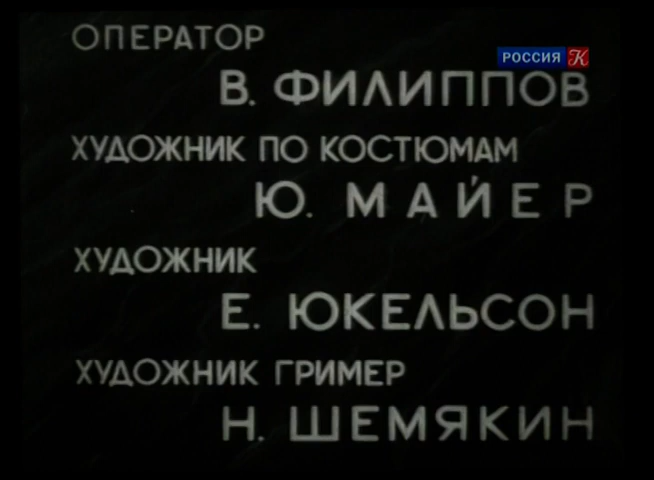 ОПЕРАТОР
РОССИЯ К
В. ФИЛИППОВ
ХУДОЖНИК ПО КОСТЮМАМ
Ю. МАЙЕР
ХУДОЖНИК
Е. ЮКЕЛЬСОН
ХУДОЖНИК ГРИМЕР
Н. ШЕМЯКИН